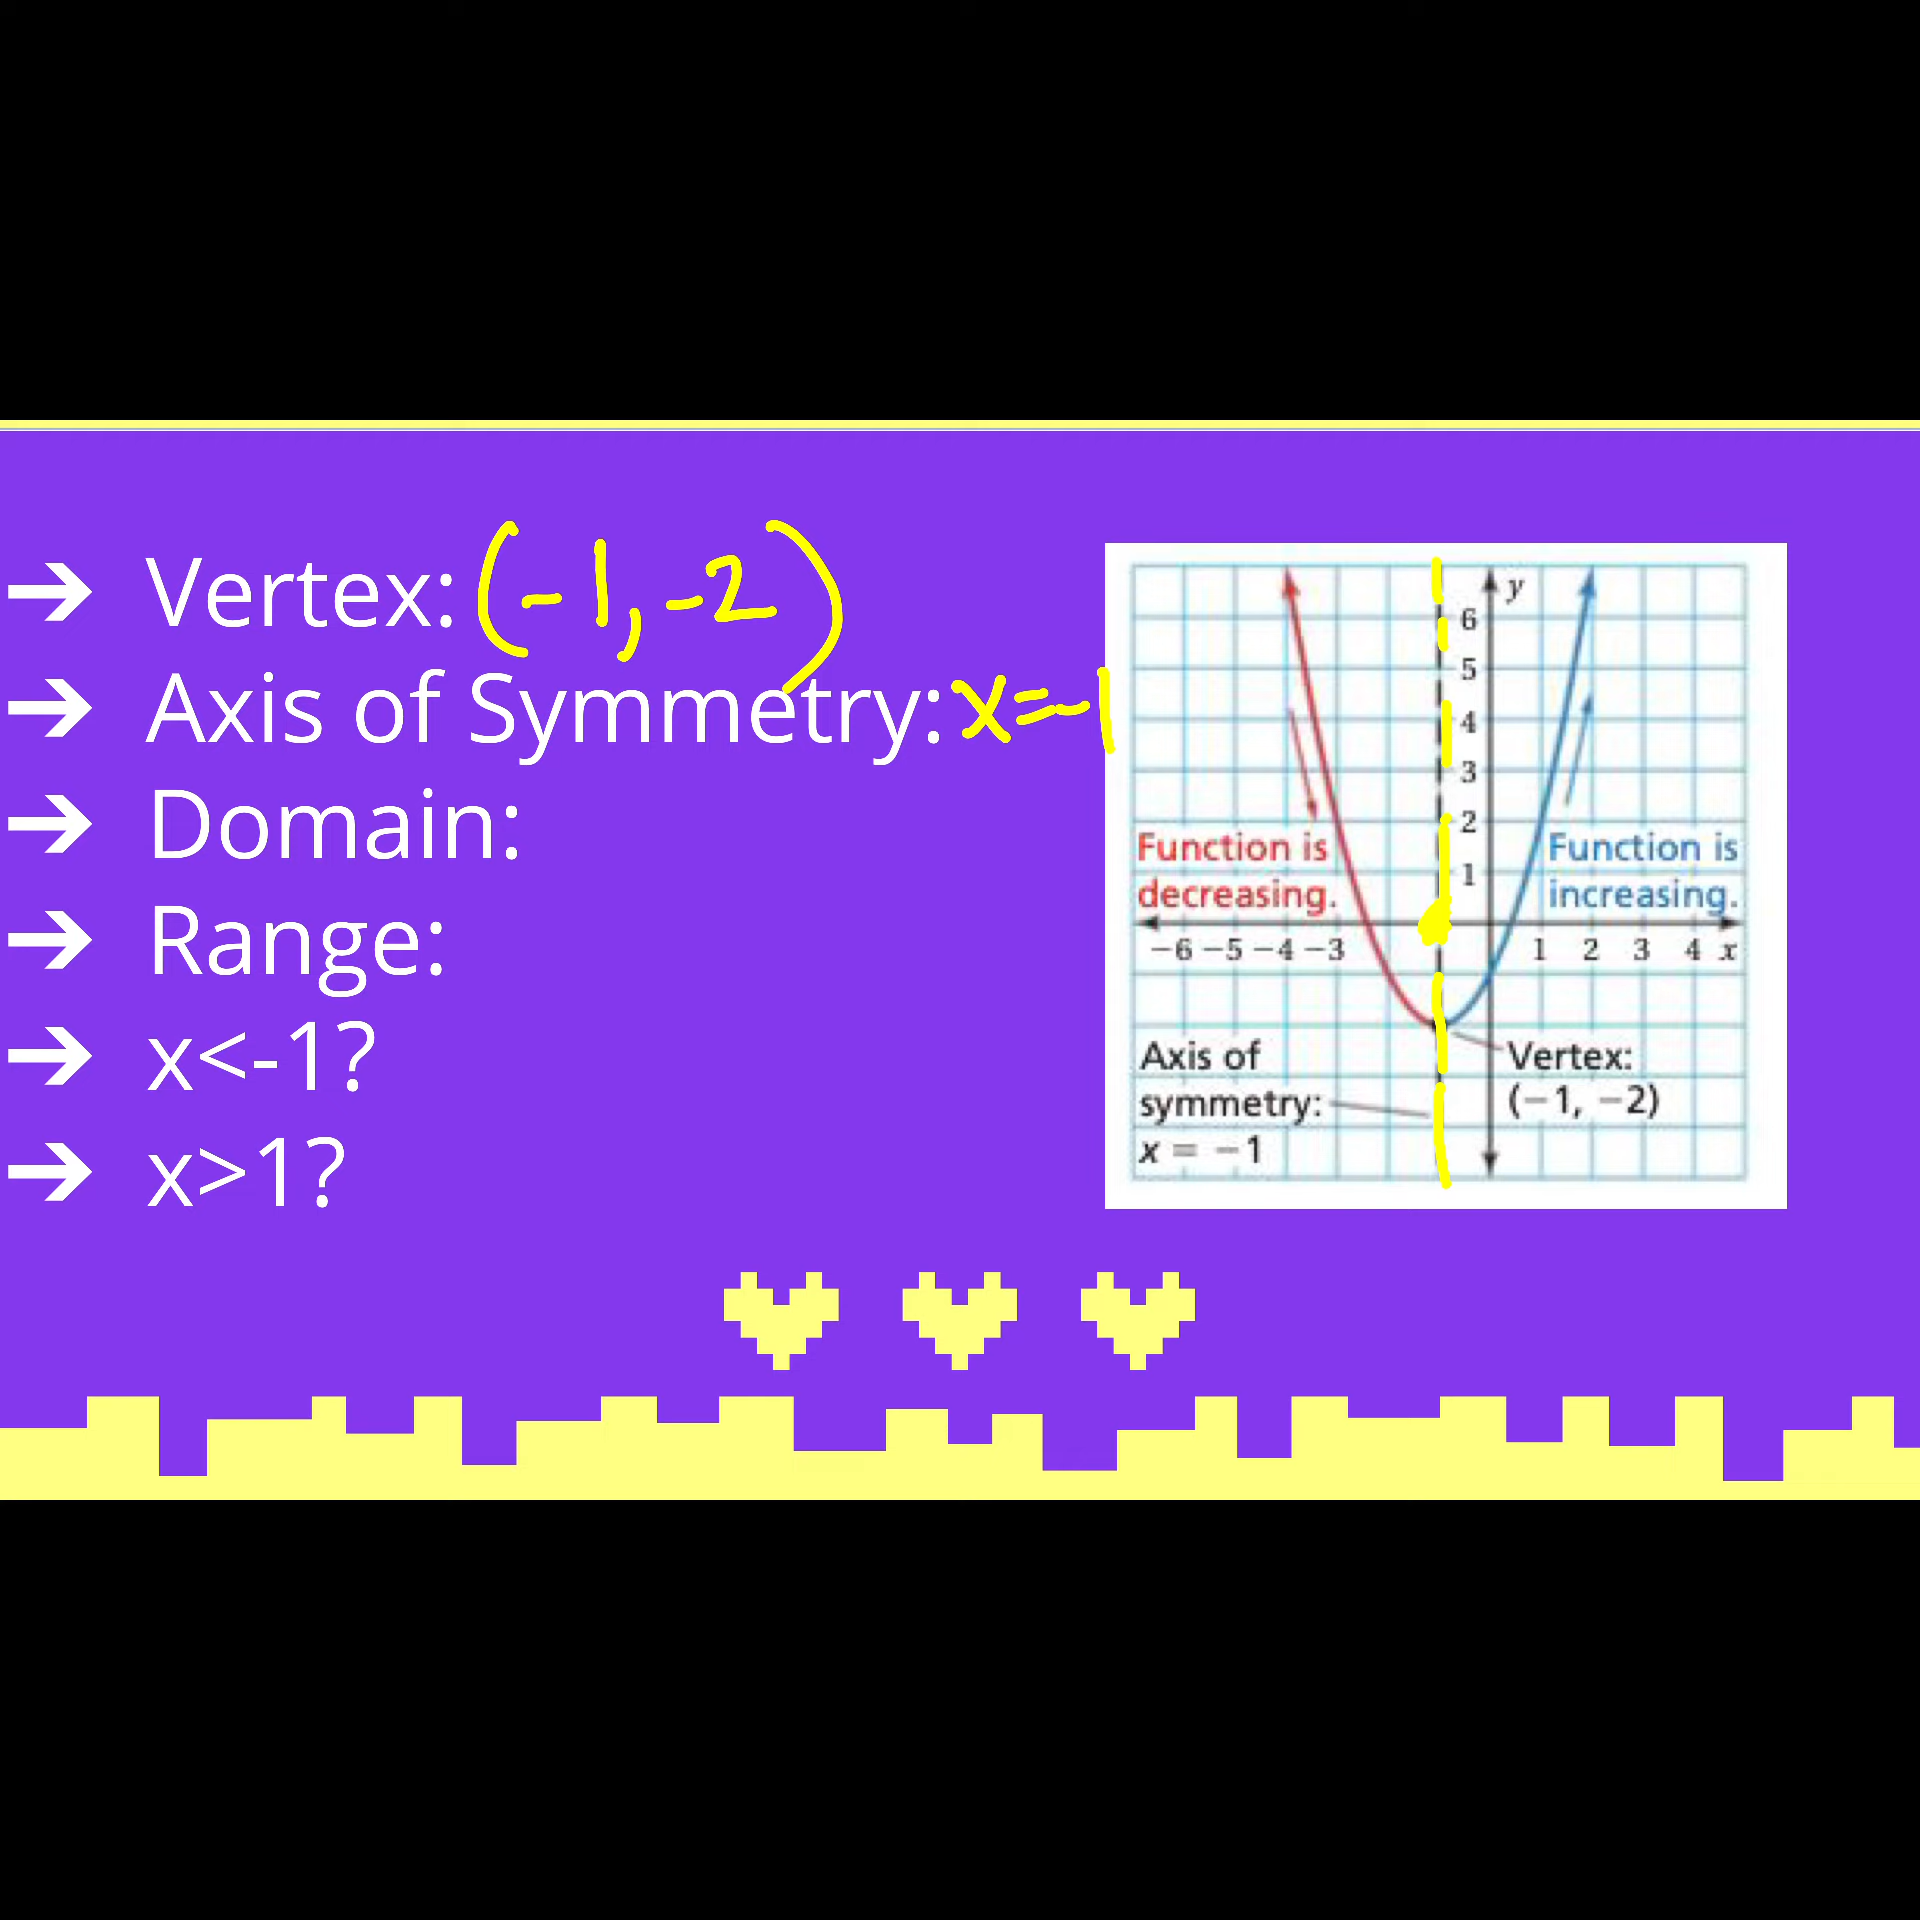 → Vertex: (-1, -2)
→ Axis of Symmetry: x=-1
→ Domain:
→ Range:
→ x<-1?
→ x>1?
y
6
5
4
3
2
1
Function is
decreasing.
Function is
increasing.
−6 −5 −4 −3 1 2 3 4 x
Axis of
symmetry:
x = −1
Vertex:
(−1, −2)